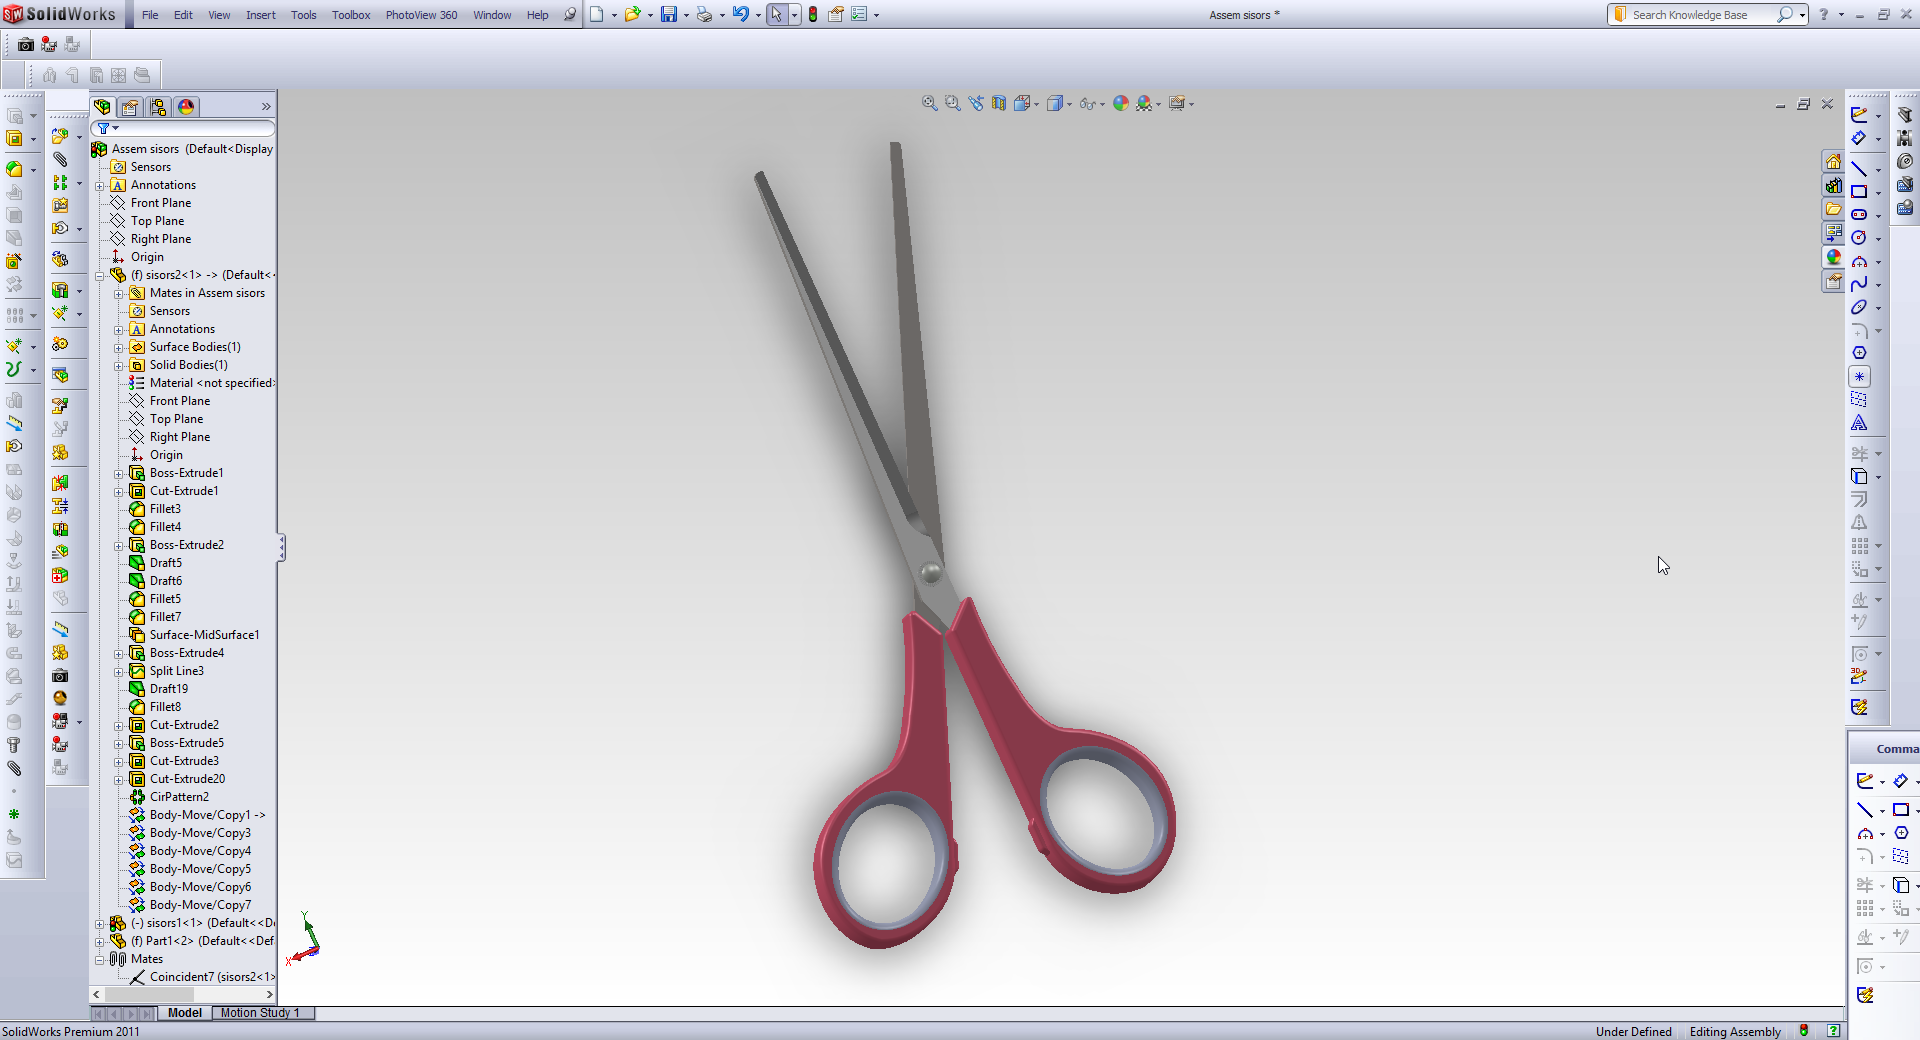 SolidWorks File Edit View Insert Tools Toolbox PhotoView 360 Window Help Assem sisors * Search Knowledge Base
Assem sisors (Default<Display
Sensors
Annotations
Front Plane
Top Plane
Right Plane
Origin
(f) sisors2<1> -> (Default<
Mates in Assem sisors
Sensors
Annotations
Surface Bodies(1)
Solid Bodies(1)
Material <not specified>
Front Plane
Top Plane
Right Plane
Origin
Boss-Extrude1
Cut-Extrude1
Fillet3
Fillet4
Boss-Extrude2
Draft5
Draft6
Fillet5
Fillet7
Surface-MidSurface1
Boss-Extrude4
Split Line3
Draft19
Fillet8
Cut-Extrude2
Boss-Extrude5
Cut-Extrude3
Cut-Extrude20
CirPattern2
Body-Move/Copy1 ->
Body-Move/Copy3
Body-Move/Copy4
Body-Move/Copy5
Body-Move/Copy6
Body-Move/Copy7
(-) sisors1<1> (Default<<De
(f) Part1<2> (Default<<Def
Mates
Coincident7 (sisors2<1>
Y
X
Comma
3D
Model Motion Study 1
SolidWorks Premium 2011 Under Defined Editing Assembly